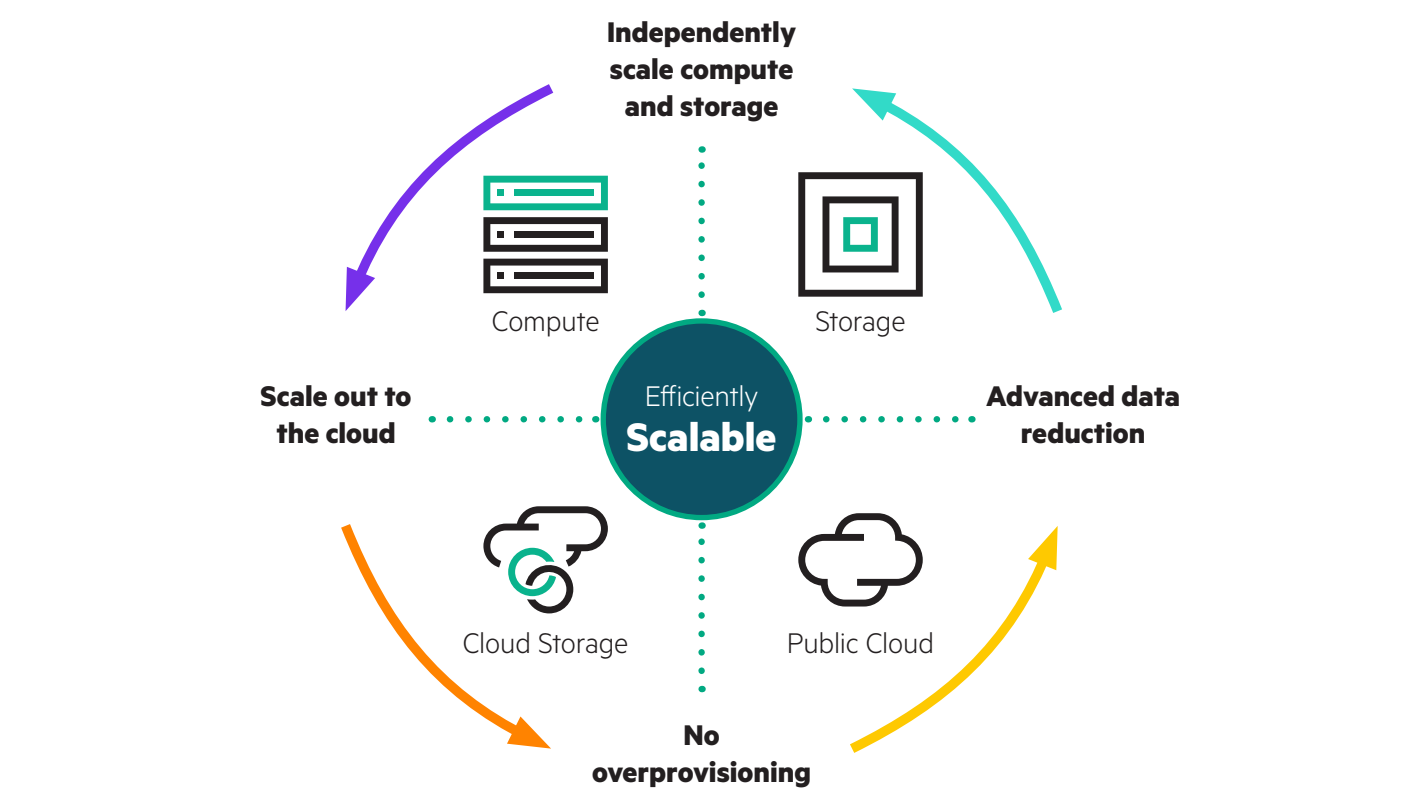 Independently
scale compute
and storage
Compute
Storage
Scale out to
the cloud
Efficiently
Scalable
Advanced data
reduction
Cloud Storage
Public Cloud
No
overprovisioning